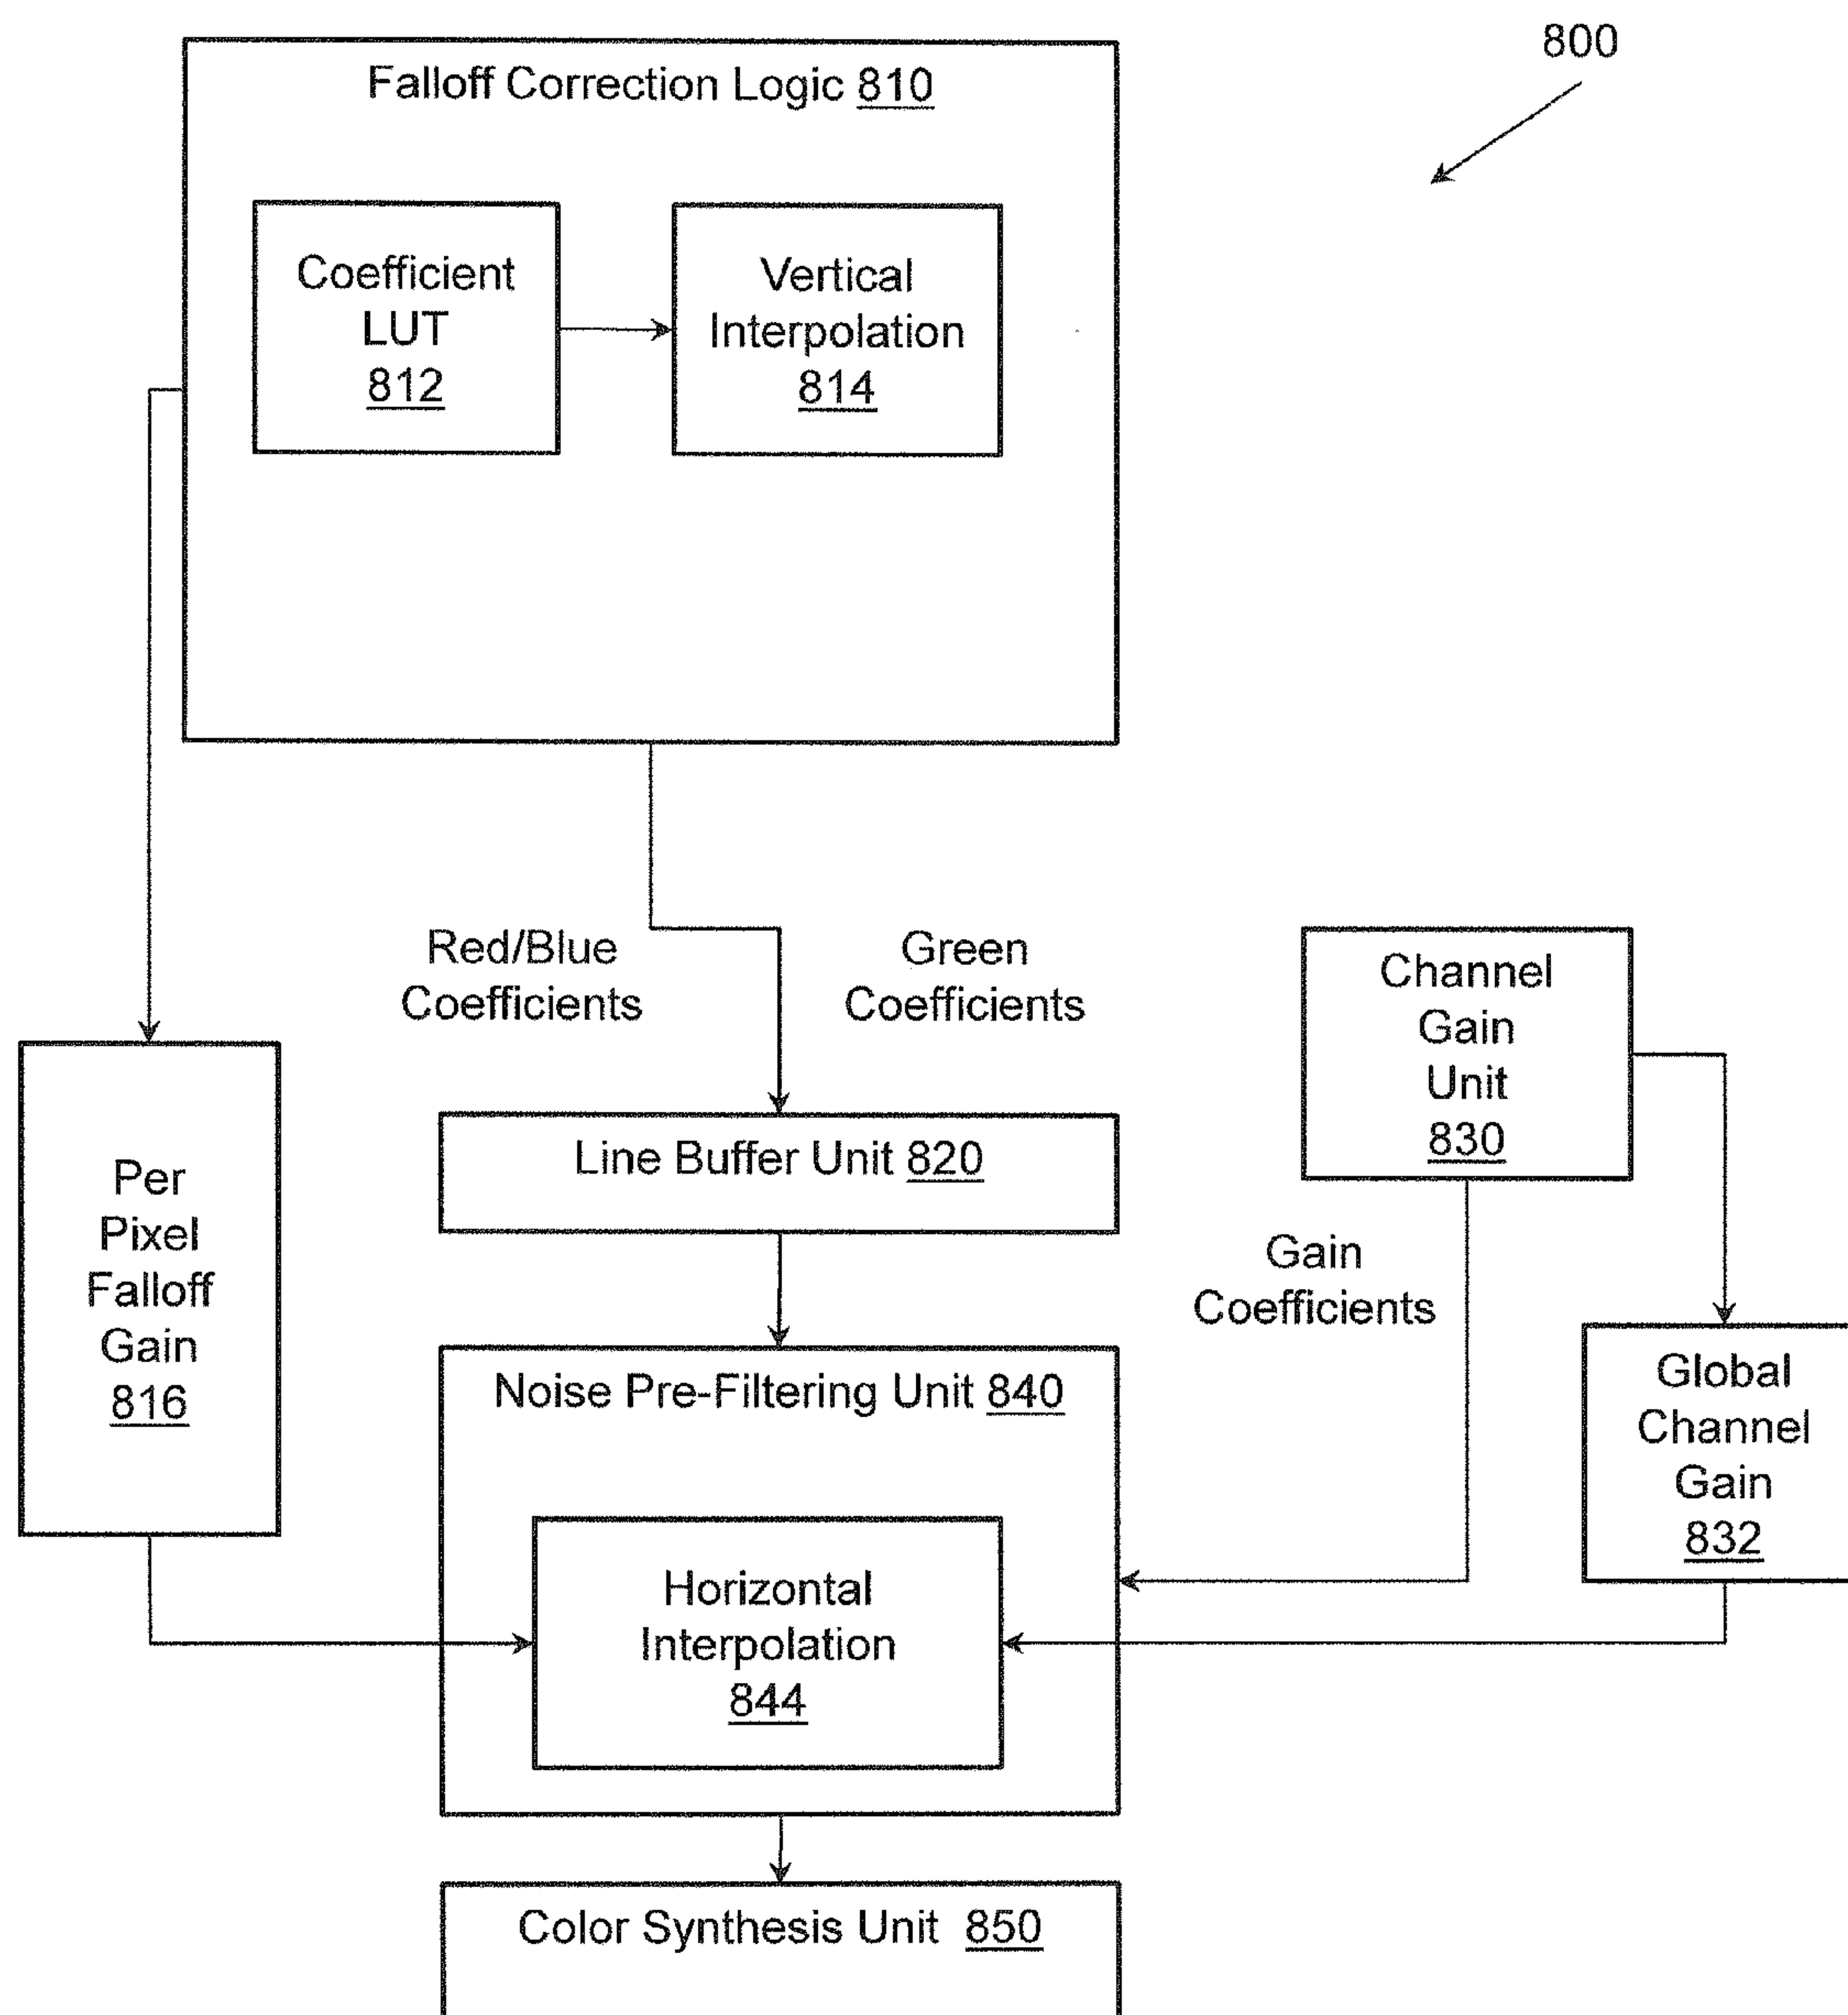 800
Falloff Correction Logic 810
Coefficient
LUT
812
Vertical
Interpolation
814
Red/Blue
Coefficients
Green
Coefficients
Channel
Gain
Unit
830
Per
Pixel
Falloff
Gain
816
Line Buffer Unit 820
Gain
Coefficients
Global
Channel
Gain
832
Noise Pre-Filtering Unit 840
Horizontal
Interpolation
844
Color Synthesis Unit 850